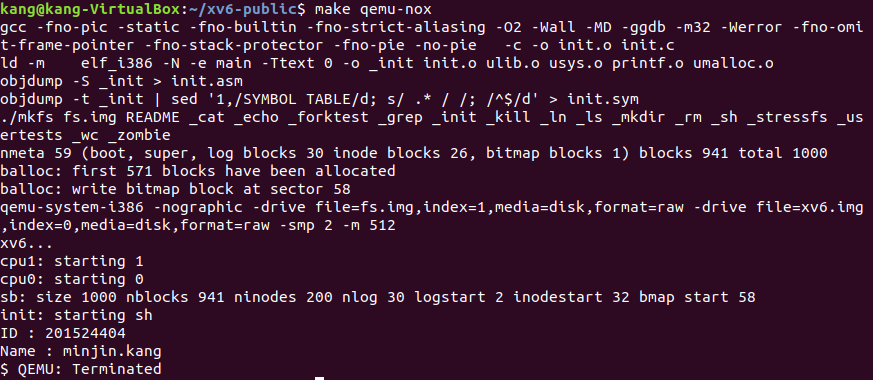 kang@kang-VirtualBox:~/xv6-public$ make qemu-nox
gcc -fno-pic -static -fno-builtin -fno-strict-aliasing -O2 -Wall -MD -ggdb -m32 -Werror -fno-omi
t-frame-pointer -fno-stack-protector -fno-pie -no-pie   -c -o init.o init.c
ld -m    elf_i386 -N -e main -Ttext 0 -o _init init.o ulib.o usys.o printf.o umalloc.o
objdump -S _init > init.asm
objdump -t _init | sed '1,/SYMBOL TABLE/d; s/ .* / /; /^$/d' > init.sym
./mkfs fs.img README _cat _echo _forktest _grep _init _kill _ln _ls _mkdir _rm _sh _stressfs _us
ertests _wc _zombie
nmeta 59 (boot, super, log blocks 30 inode blocks 26, bitmap blocks 1) blocks 941 total 1000
balloc: first 571 blocks have been allocated
balloc: write bitmap block at sector 58
qemu-system-i386 -nographic -drive file=fs.img,index=1,media=disk,format=raw -drive file=xv6.img
,index=0,media=disk,format=raw -smp 2 -m 512
xv6...
cpu1: starting 1
cpu0: starting 0
sb: size 1000 nblocks 941 ninodes 200 nlog 30 logstart 2 inodestart 32 bmap start 58
init: starting sh
ID : 201524404
Name : minjin.kang
$ QEMU: Terminated